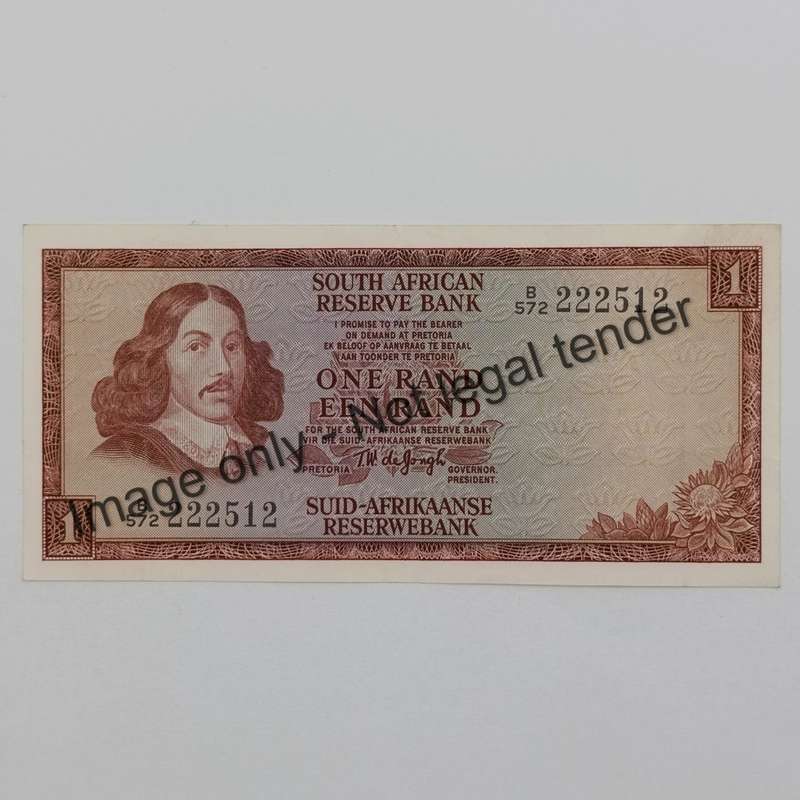 SOUTH AFRICAN
RESERVE BANK
B/572 222512
1
I PROMISE TO PAY THE BEARER
ON DEMAND AT PRETORIA
EK BELOOF OP AANVRAAG TE BETAAL
AAN TOONDER TE PRETORIA
ONE RAND
EEN RAND
FOR THE SOUTH AFRICAN RESERVE BANK
VIR DIE SUID-AFRIKAANSE RESERWEBANK
T.W. de Jongh
PRETORIA GOVERNOR.
PRESIDENT.
1
B/572 222512
SUID-AFRIKAANSE
RESERWEBANK
Image only - Not legal tender